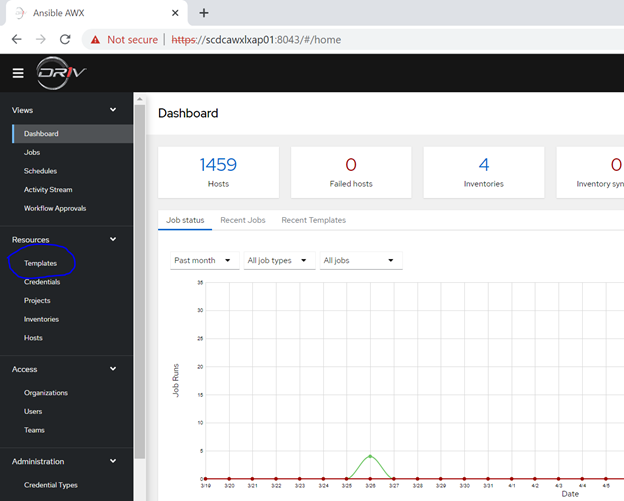 Ansible AWX
Not secure https://scdcawxlxap01:8043/#/home
DRiV
Views
Dashboard
Jobs
Schedules
Activity Stream
Workflow Approvals
Resources
Templates
Credentials
Projects
Inventories
Hosts
Access
Organizations
Users
Teams
Administration
Credential Types
Dashboard
1459 0 4 0
Hosts Failed hosts Inventories Inventory syn
Job status Recent Jobs Recent Templates
Past month All job types All jobs
35
30
25
20
15
10
5
0
Job Runs
3/19 3/20 3/21 3/22 3/23 3/24 3/25 3/26 3/27 3/28 3/29 3/30 3/31 4/1 4/2 4/3 4/4 4/5
Date